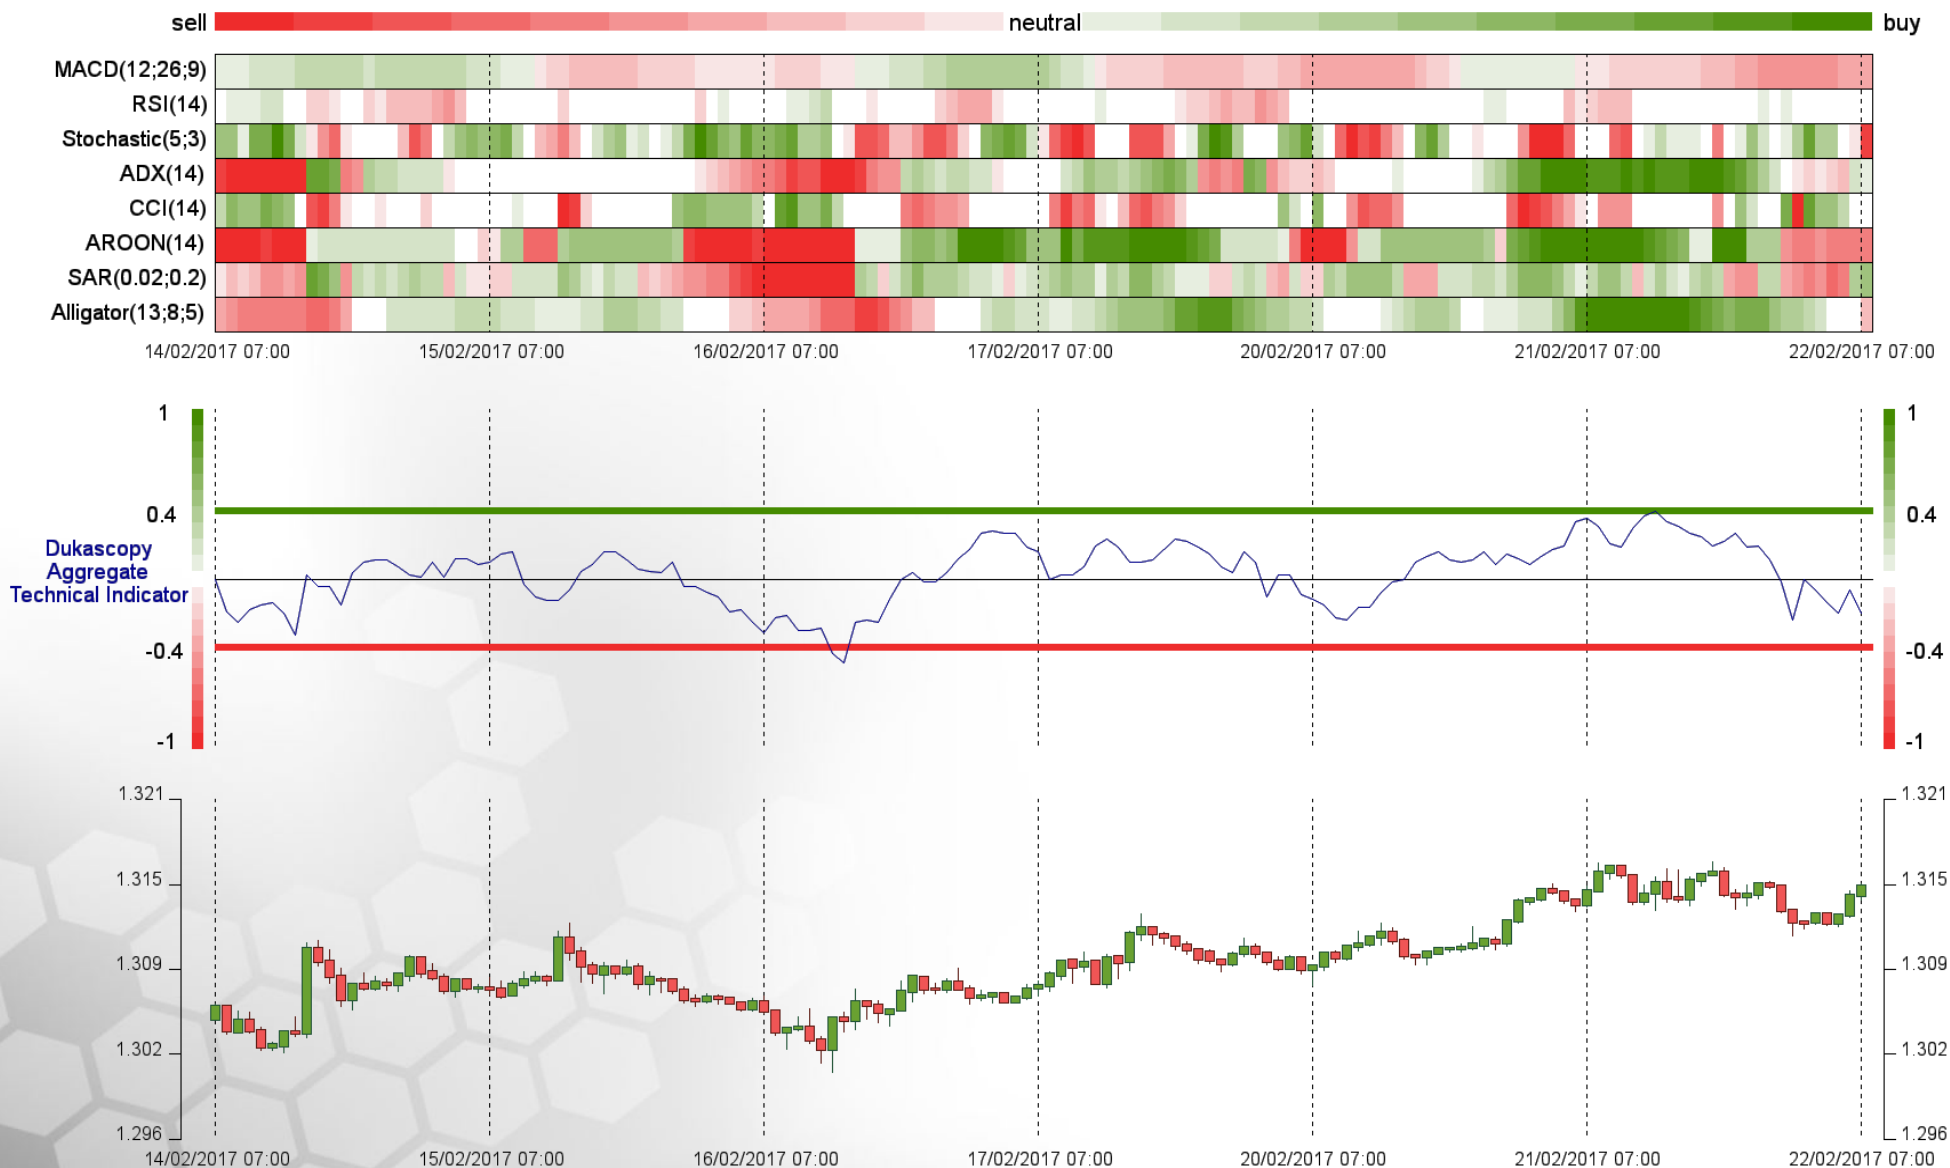 sell neutral buy
MACD(12;26;9)
RSI(14)
Stochastic(5;3)
ADX(14)
CCI(14)
AROON(14)
SAR(0.02;0.2)
Alligator(13;8;5)
14/02/2017 07:00 15/02/2017 07:00 16/02/2017 07:00 17/02/2017 07:00 20/02/2017 07:00 21/02/2017 07:00 22/02/2017 07:00
1 1
0.4 0.4
Dukascopy
Aggregate
Technical Indicator
-0.4 -0.4
-1 -1
1.321 1.321
1.315 1.315
1.309 1.309
1.302 1.302
1.296 1.296
14/02/2017 07:00 15/02/2017 07:00 16/02/2017 07:00 17/02/2017 07:00 20/02/2017 07:00 21/02/2017 07:00 22/02/2017 07:00